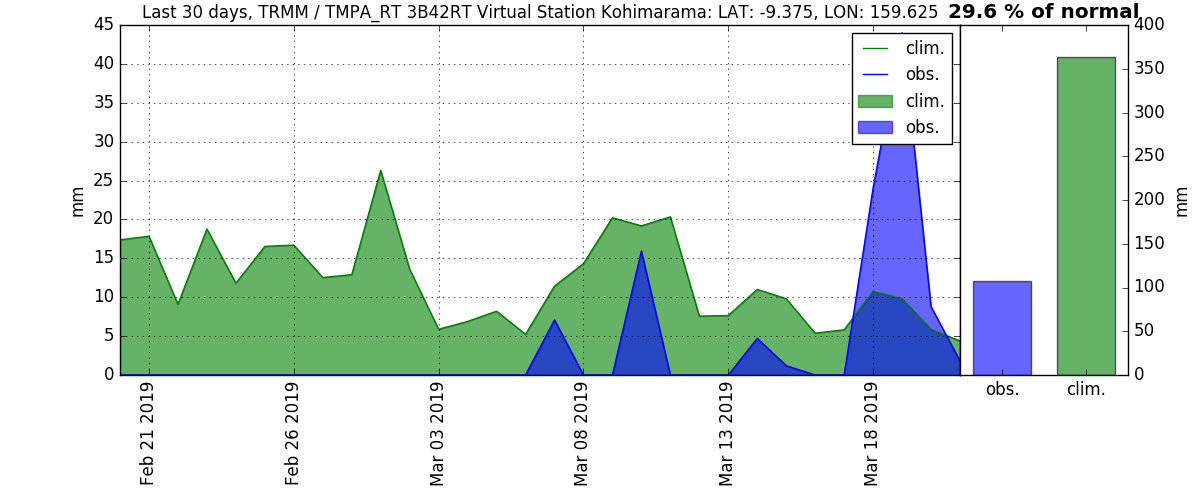 Last 30 days, TRMM / TMPA_RT 3B42RT Virtual Station Kohimarama: LAT: -9.375, LON: 159.625
29.6 % of normal
45
40
35
30
25
20
15
10
5
0
mm
clim.
obs.
clim.
obs.
Feb 21 2019
Feb 26 2019
Mar 03 2019
Mar 08 2019
Mar 13 2019
Mar 18 2019
400
350
300
250
200
150
100
50
0
mm
obs.
clim.